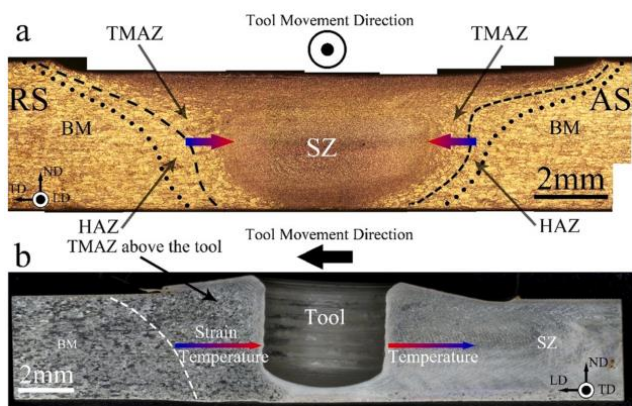 a
Tool Movement Direction
TMAZ
TMAZ
RS
AS
BM
BM
SZ
2mm
ND
TD
LD
HAZ
HAZ
TMAZ above the tool
b
Tool Movement Direction
BM
Strain
Temperature
Tool
Temperature
SZ
2mm
ND
LD
TD